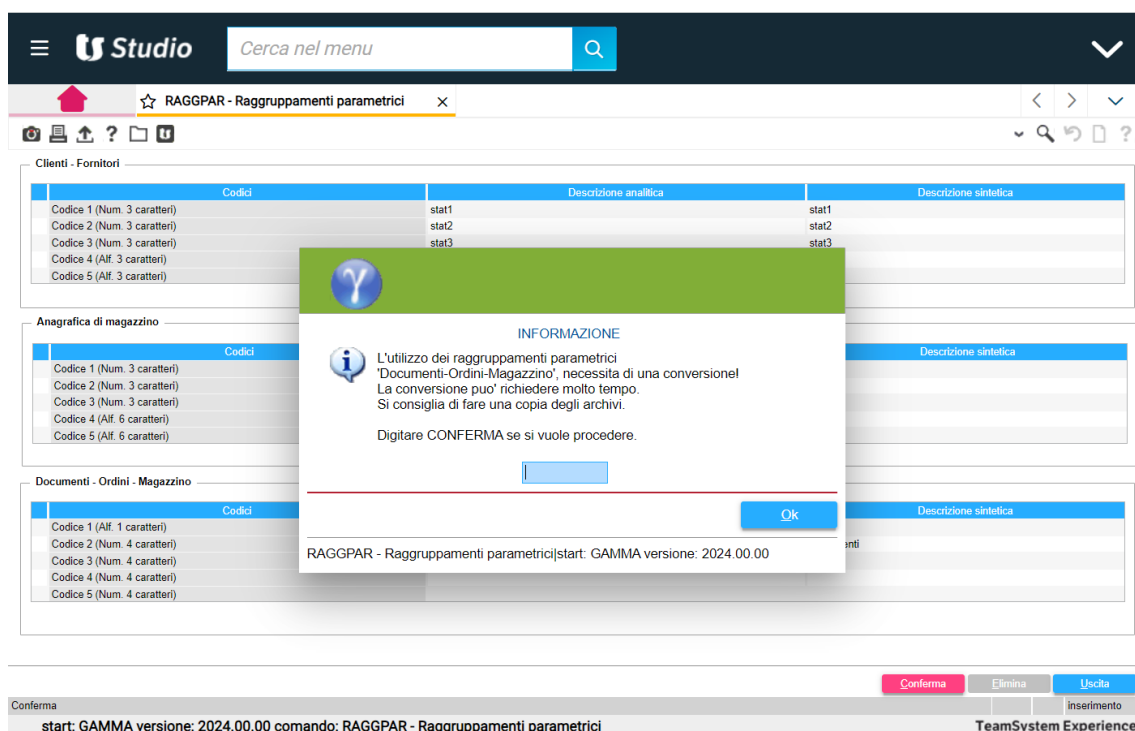 ts Studio
Cerca nel menu
RAGGPAR - Raggruppamenti parametrici
Clienti - Fornitori
Codici Descrizione analitica Descrizione sintetica
Codice 1 (Num. 3 caratteri) stat1 stat1
Codice 2 (Num. 3 caratteri) stat2 stat2
Codice 3 (Num. 3 caratteri) stat3 stat3
Codice 4 (Alf. 3 caratteri)
Codice 5 (Alf. 3 caratteri)
Anagrafica di magazzino
Codici Descrizione sintetica
Codice 1 (Num. 3 caratteri)
Codice 2 (Num. 3 caratteri)
Codice 3 (Num. 3 caratteri)
Codice 4 (Alf. 6 caratteri)
Codice 5 (Alf. 6 caratteri)
Documenti - Ordini - Magazzino
Codici Descrizione sintetica
Codice 1 (Alf. 1 caratteri)
Codice 2 (Num. 4 caratteri) enti
Codice 3 (Num. 4 caratteri)
Codice 4 (Num. 4 caratteri)
Codice 5 (Num. 4 caratteri)
γ
INFORMAZIONE
L'utilizzo dei raggruppamenti parametrici
'Documenti-Ordini-Magazzino', necessita di una conversione!
La conversione puo' richiedere molto tempo.
Si consiglia di fare una copia degli archivi.
Digitare CONFERMA se si vuole procedere.
Ok
RAGGPAR - Raggruppamenti parametrici|start: GAMMA versione: 2024.00.00
Conferma Elimina Uscita
Conferma inserimento
start: GAMMA versione: 2024.00.00 comando: RAGGPAR - Raggruppamenti parametrici TeamSystem Experience